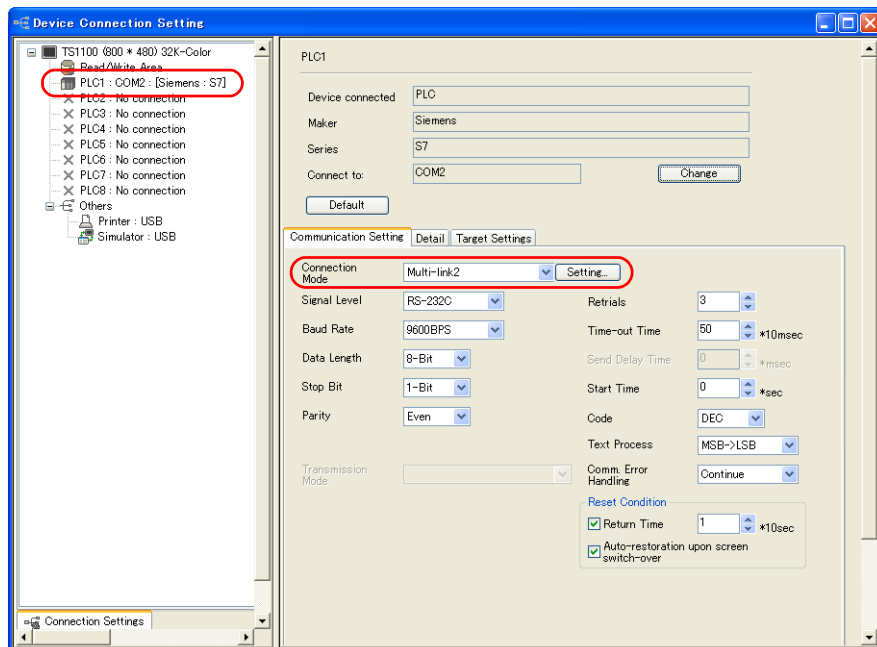 Device Connection Setting
TS1100 (800 * 480) 32K-Color
Read/Write Area
PLC1 : COM2 : [Siemens : S7]
PLC2 : No connection
PLC3 : No connection
PLC4 : No connection
PLC5 : No connection
PLC6 : No connection
PLC7 : No connection
PLC8 : No connection
Others
Printer : USB
Simulator : USB
Connection Settings
PLC1
Device connected PLC
Maker Siemens
Series S7
Connect to: COM2 Change
Default
Communication Setting Detail Target Settings
Connection Mode Multi-link2 Setting...
Signal Level RS-232C
Baud Rate 9600BPS
Data Length 8-Bit
Stop Bit 1-Bit
Parity Even
Transmission Mode
Retrials 3
Time-out Time 50 *10msec
Send Delay Time 0 *msec
Start Time 0 *sec
Code DEC
Text Process MSB->LSB
Comm. Error Handling Continue
Reset Condition
Return Time 1 *10sec
Auto-restoration upon screen
switch-over